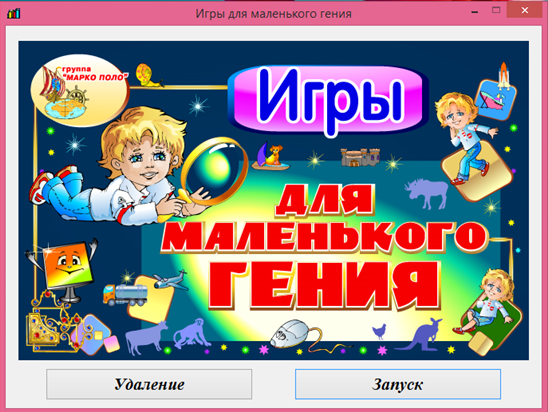 Игры для маленького гения
группа
"МАРКО ПОЛО"
Игры
ДЛЯ
МАЛЕНЬКОГО
ГЕНИЯ
Удаление
Запуск